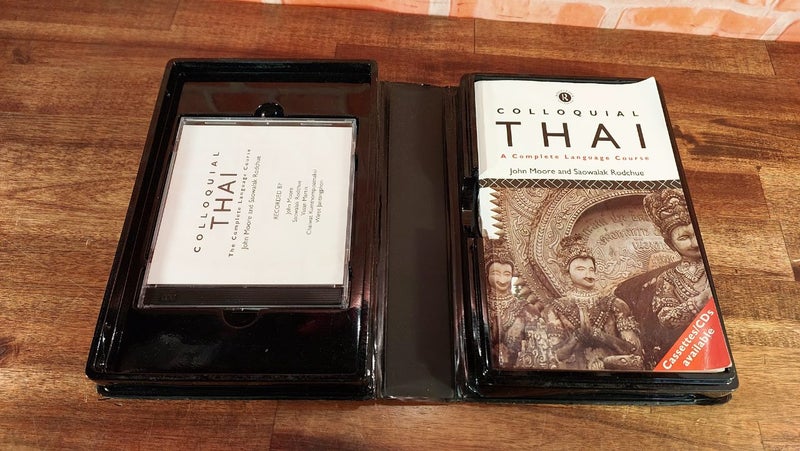 COLLOQUIAL
THAI
The Complete Language Course
John Moore and Saowalak Rodchue
RECORDED BY
John Moore
Saowalak Rodchue
R
COLLOQUIAL
THAI
A Complete Language Course
John Moore and Saowalak Rodchue
Cassettes/CDs
available